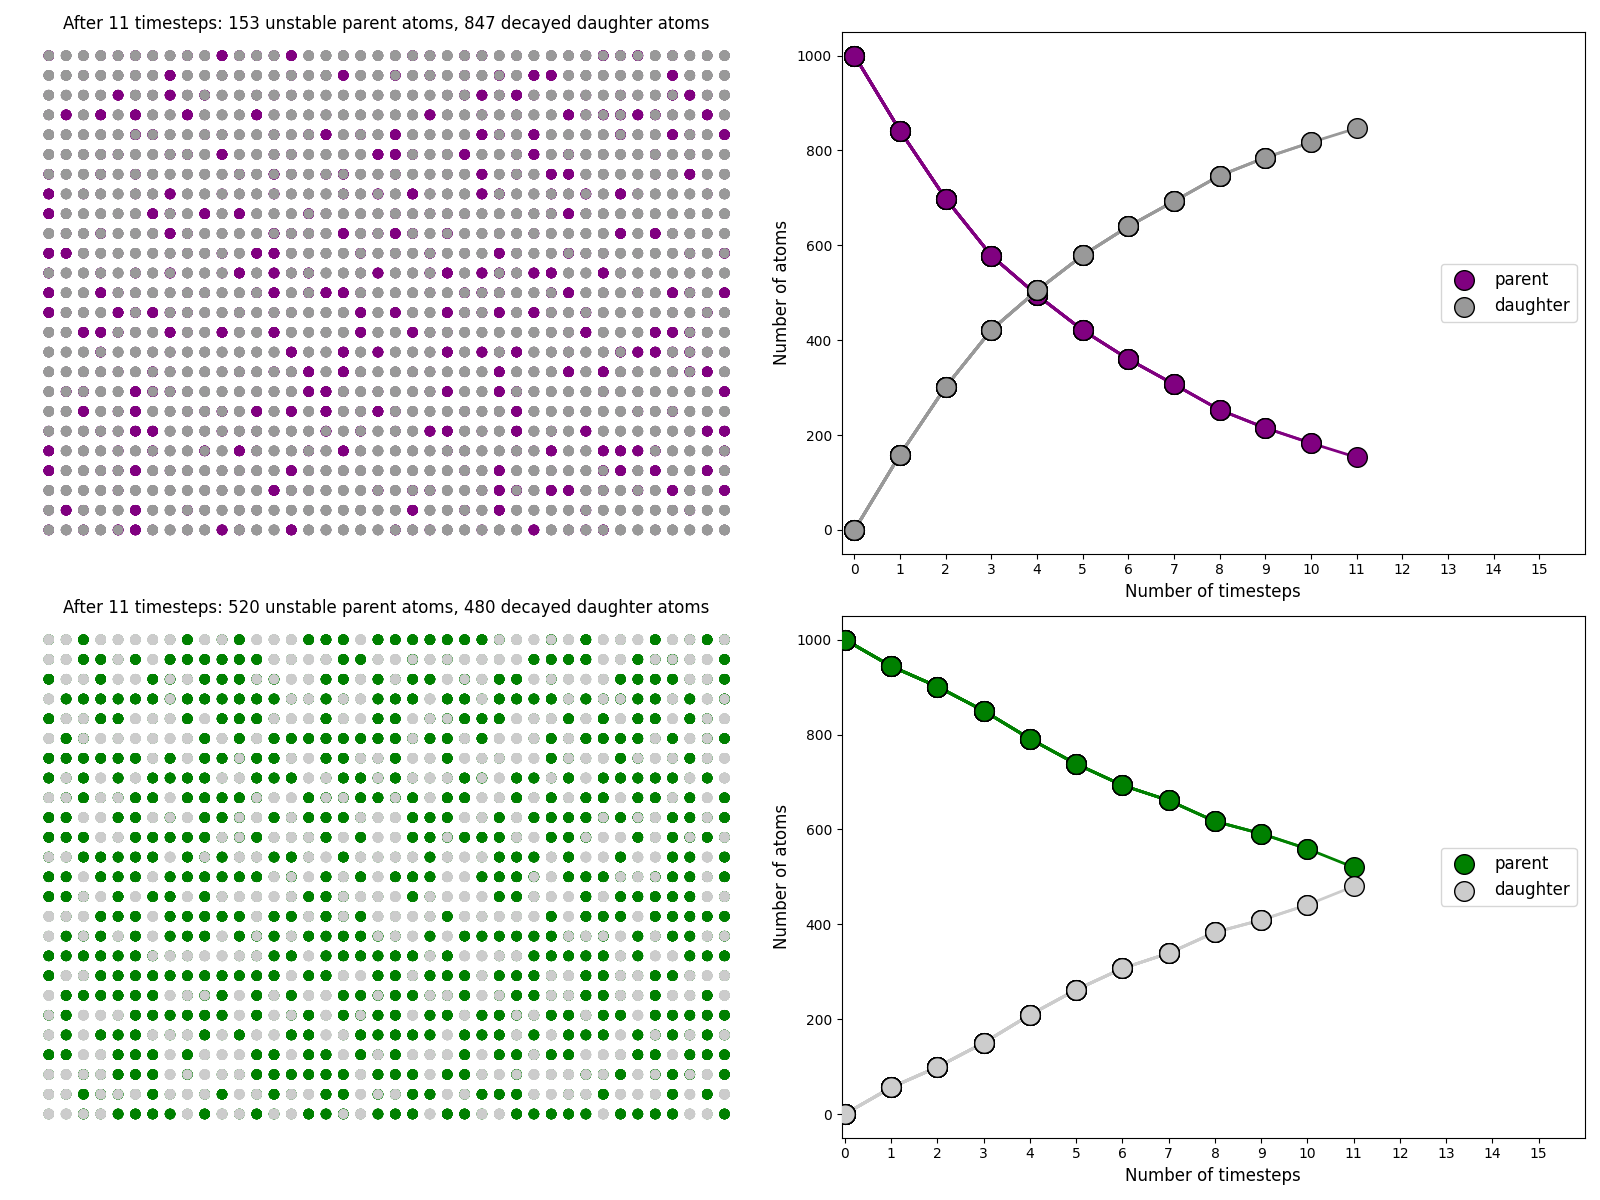 After 11 timesteps: 153 unstable parent atoms, 847 decayed daughter atoms
1000
800
600
400
200
0
Number of atoms
parent
daughter
0 1 2 3 4 5 6 7 8 9 10 11 12 13 14 15
Number of timesteps
After 11 timesteps: 520 unstable parent atoms, 480 decayed daughter atoms
1000
800
600
400
200
0
Number of atoms
parent
daughter
0 1 2 3 4 5 6 7 8 9 10 11 12 13 14 15
Number of timesteps